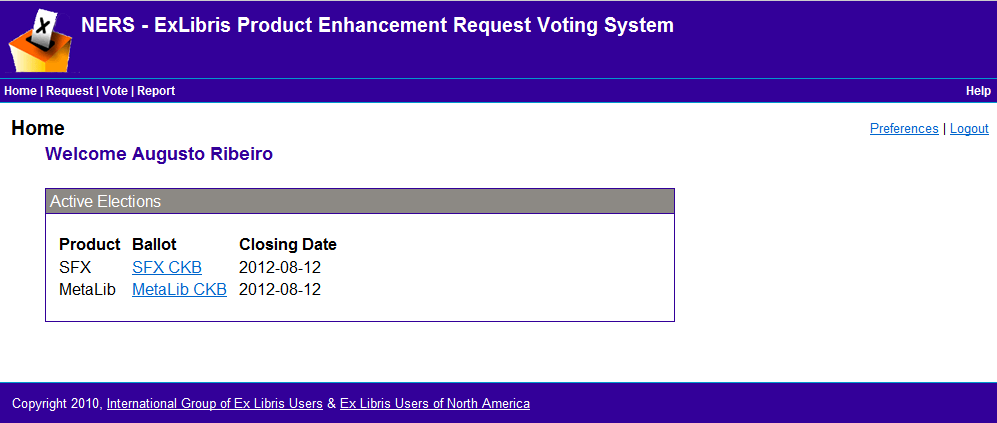 X
NERS - ExLibris Product Enhancement Request Voting System
Home | Request | Vote | Report Help
Home Preferences | Logout
Welcome Augusto Ribeiro
Active Elections
Product Ballot Closing Date
SFX SFX CKB 2012-08-12
MetaLib MetaLib CKB 2012-08-12
Copyright 2010, International Group of Ex Libris Users & Ex Libris Users of North America